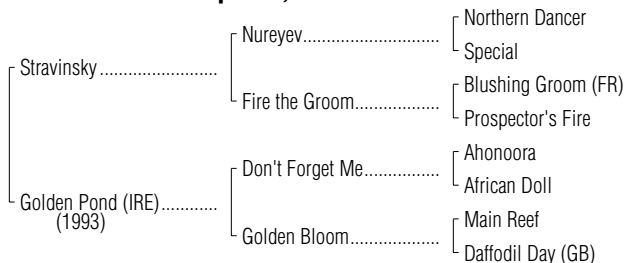 Northern Dancer
Nureyev
Special
Stravinsky
Blushing Groom (FR)
Fire the Groom
Prospector's Fire
Ahonoora
Don't Forget Me
African Doll
Golden Pond (IRE)
(1993)
Main Reef
Golden Bloom
Daffodil Day (GB)